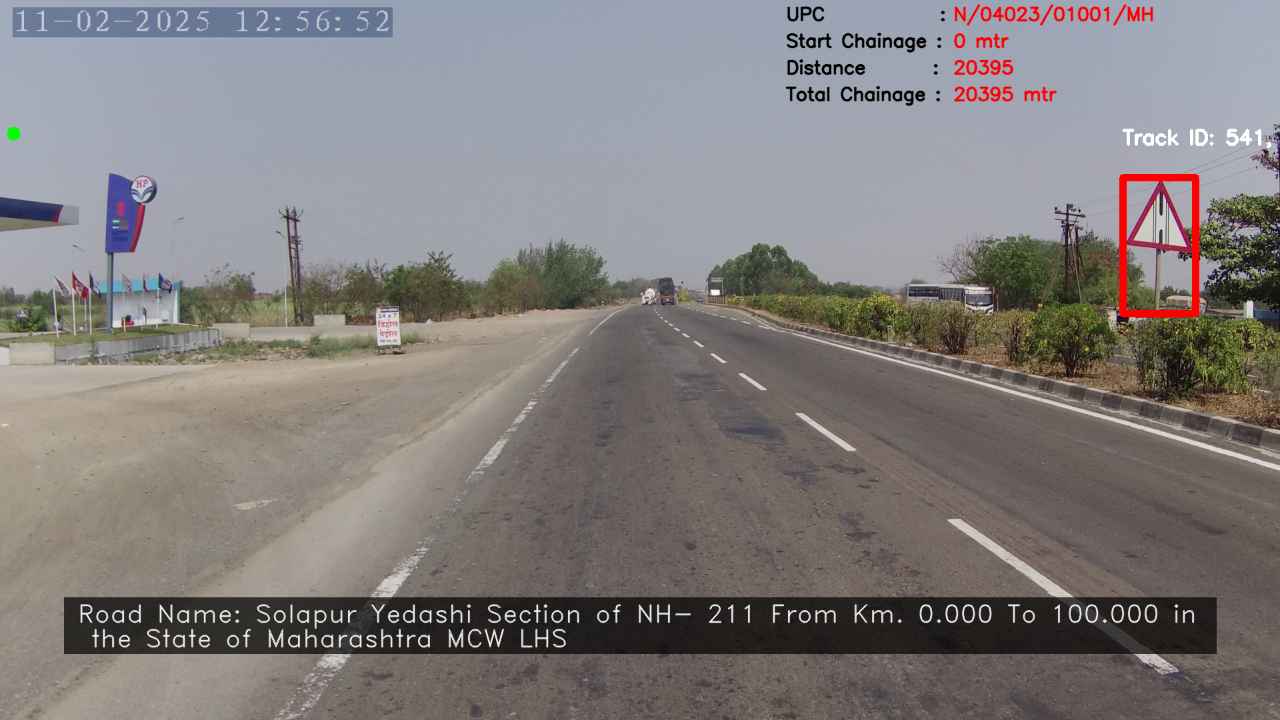 11-02-2025 12:56:52
UPC : N/04023/01001/MH
Start Chainage : 0 mtr
Distance : 20395
Total Chainage : 20395 mtr
Track ID: 541,
HP
Road Name: Solapur Yedashi Section of NH- 211 From Km. 0.000 To 100.000 in
the State of Maharashtra MCW LHS